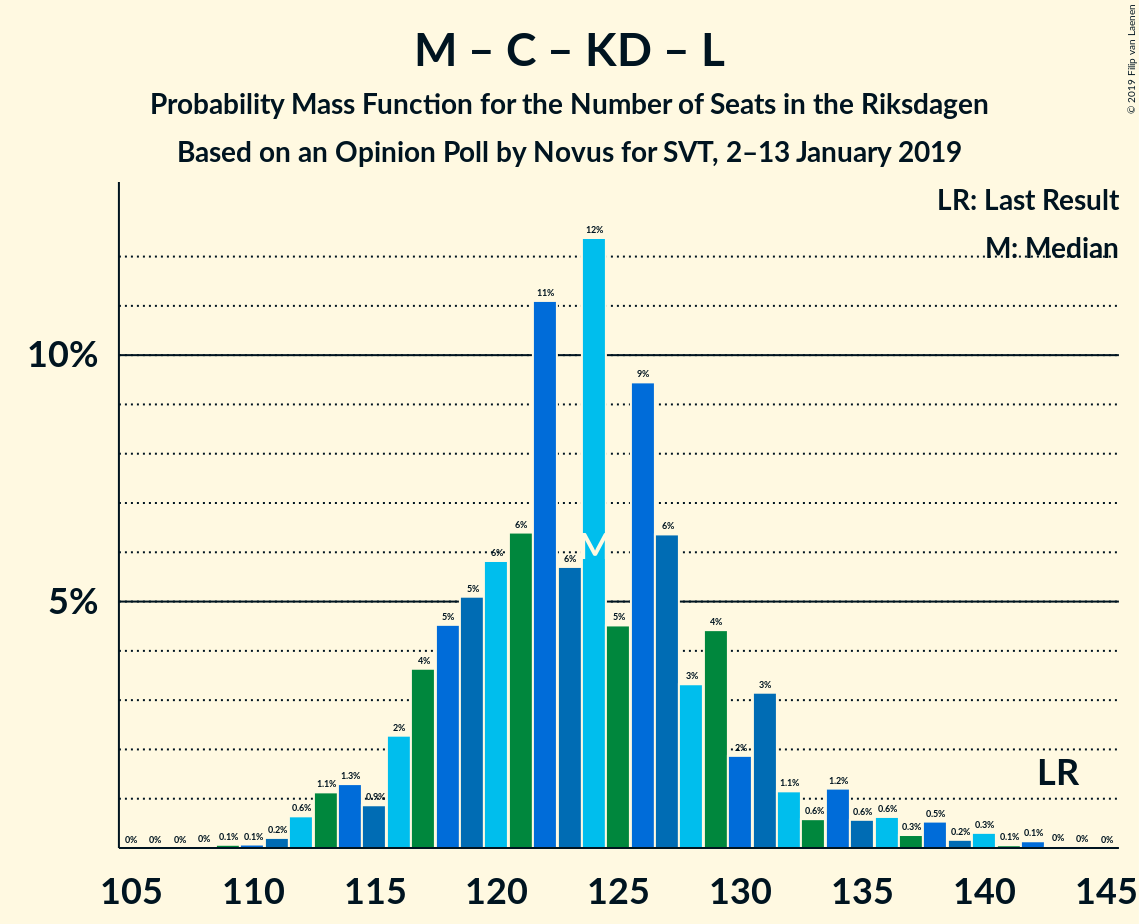 M – C – KD – L
Probability Mass Function for the Number of Seats in the Riksdagen
Based on an Opinion Poll by Novus for SVT, 2–13 January 2019
© 2019 Filip van Laenen
LR: Last Result
M: Median
10%
5%
0% 0% 0% 0% 0.1% 0.1% 0.2% 0.6% 1.1% 1.3% 0.9% 2% 4% 5% 5% 6% 6% 11% 6% 12% 5% 9% 6% 3% 4% 2% 3% 1.1% 0.6% 1.2% 0.6% 0.6% 0.3% 0.5% 0.2% 0.3% 0.1% 0.1% 0% 0% 0%
M
LR
105 110 115 120 125 130 135 140 145